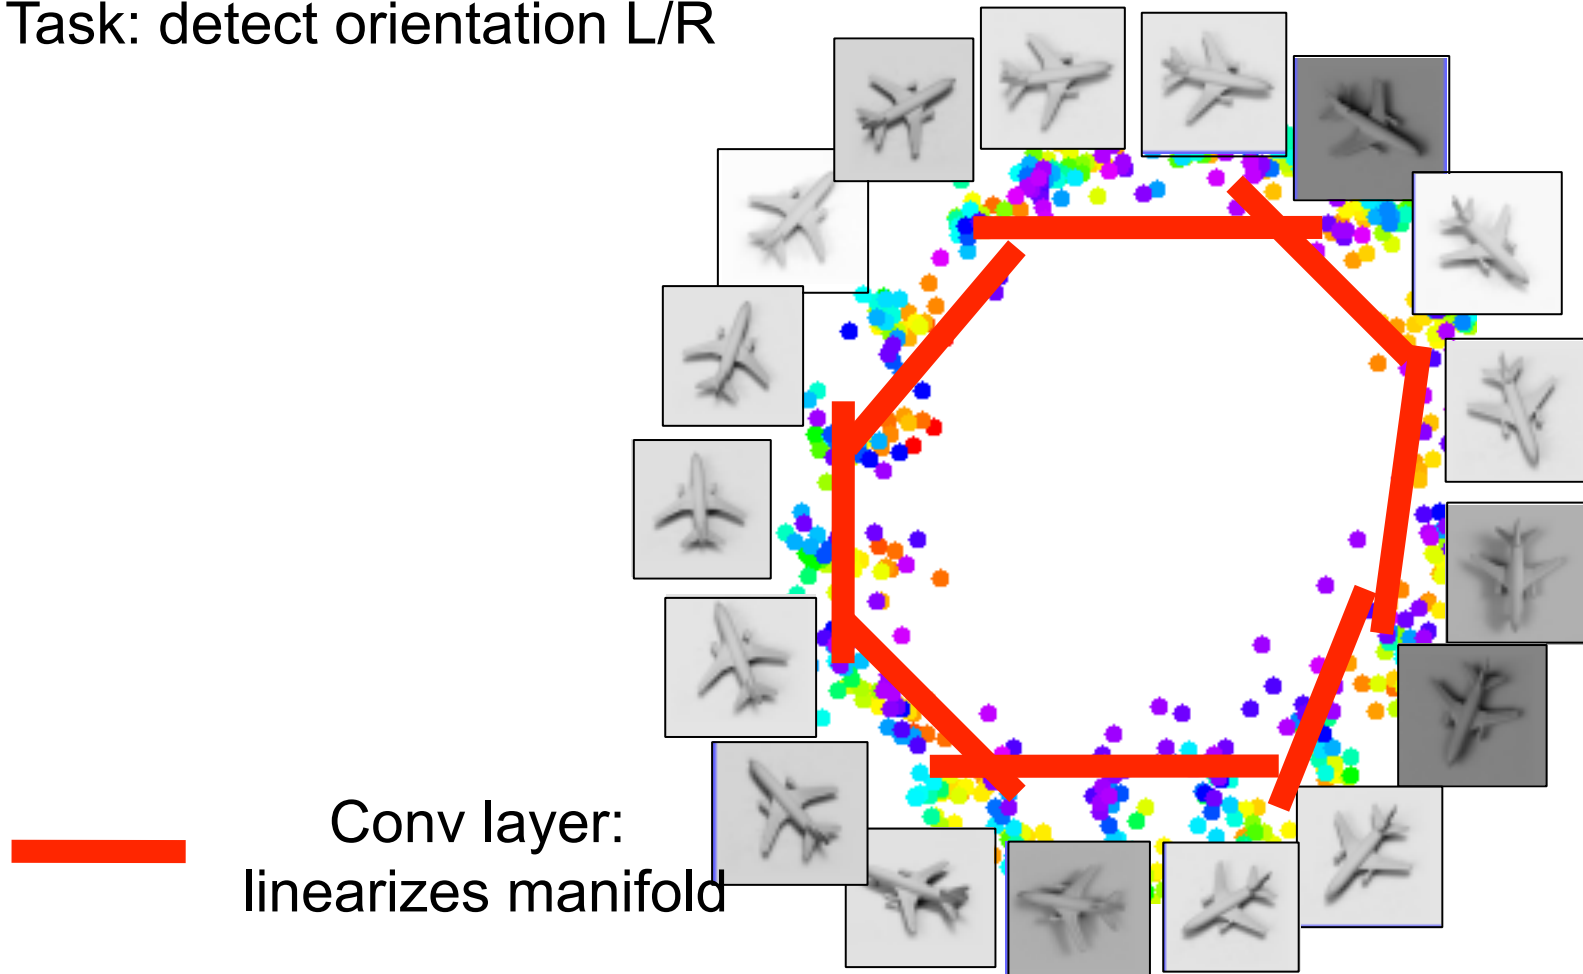 Task: detect orientation L/R
Conv layer:
linearizes manifold